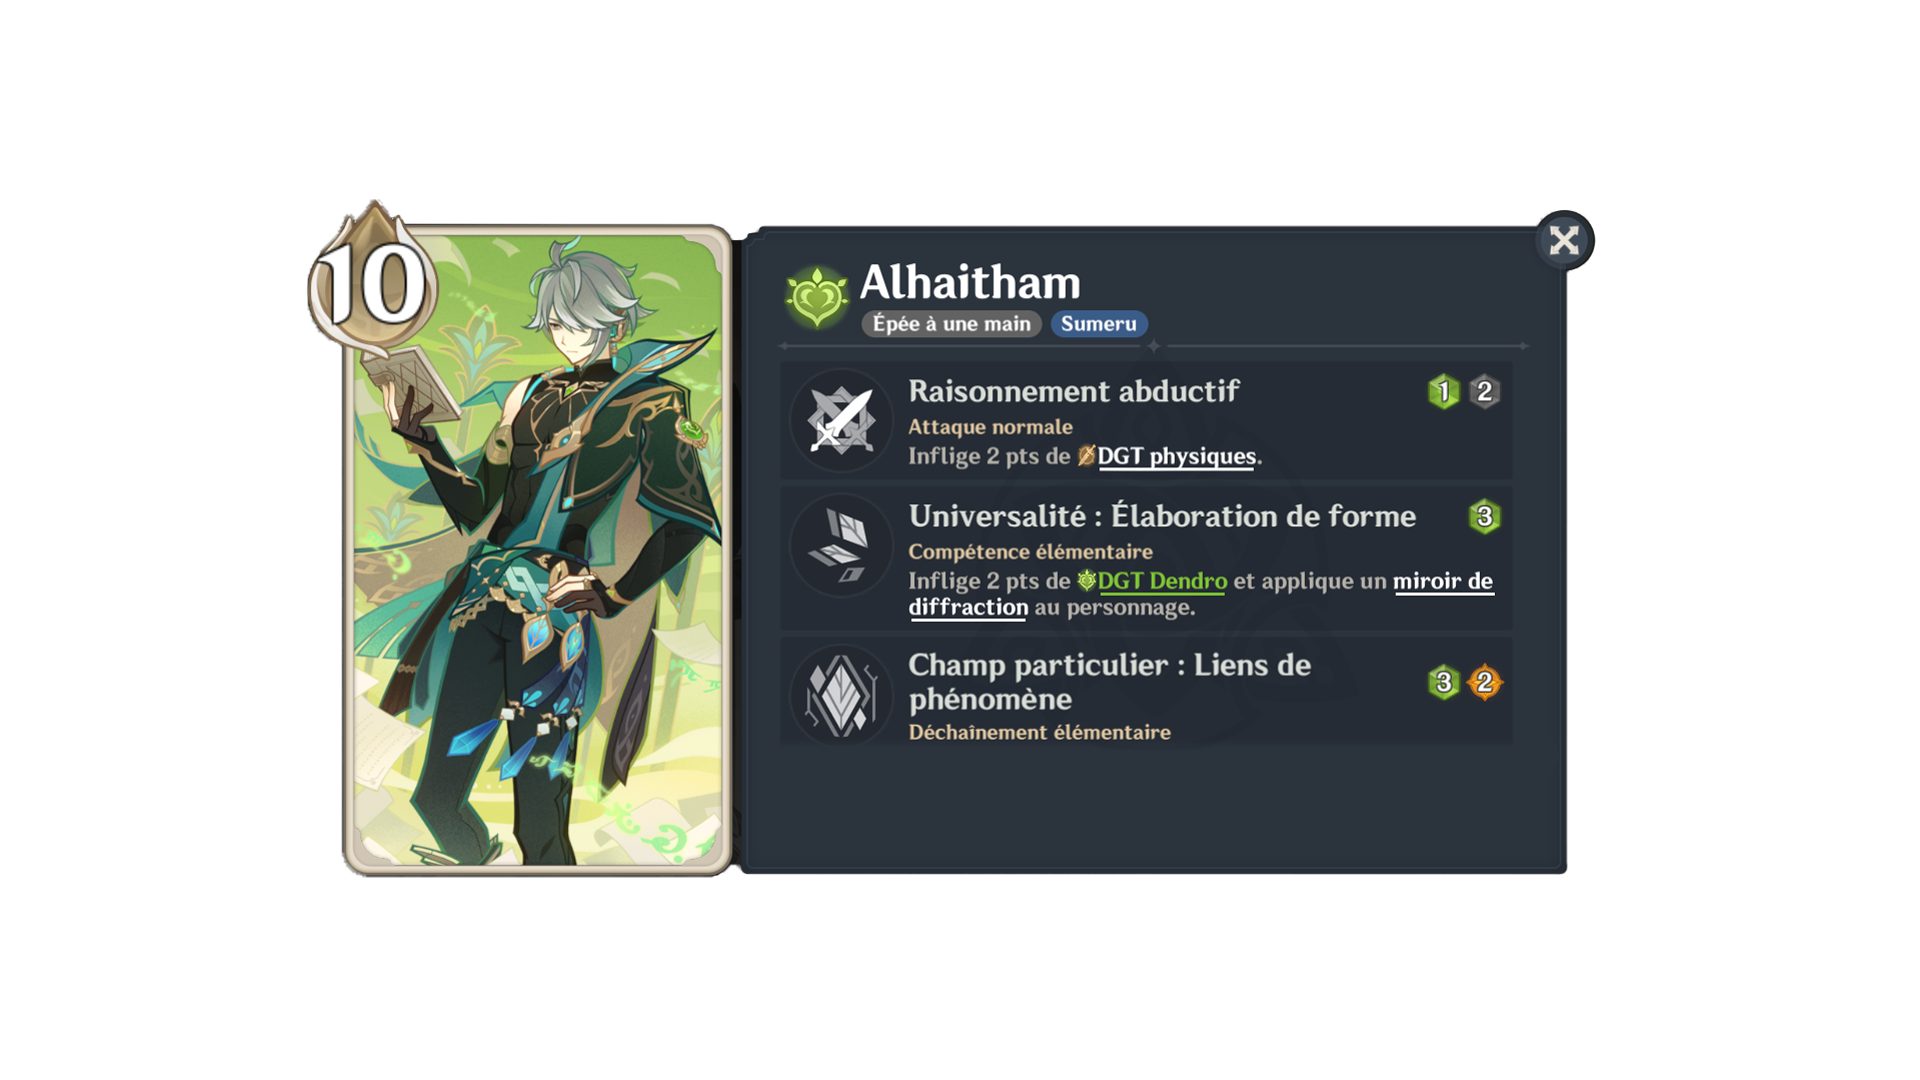 10
Alhaitham
Épée à une main Sumeru
Raisonnement abductif 1 2
Attaque normale
Inflige 2 pts de DGT physiques.
Universalité : Élaboration de forme 3
Compétence élémentaire
Inflige 2 pts de DGT Dendro et applique un miroir de
diffraction au personnage.
Champ particulier : Liens de
phénomène
3 2
Déchaînement élémentaire